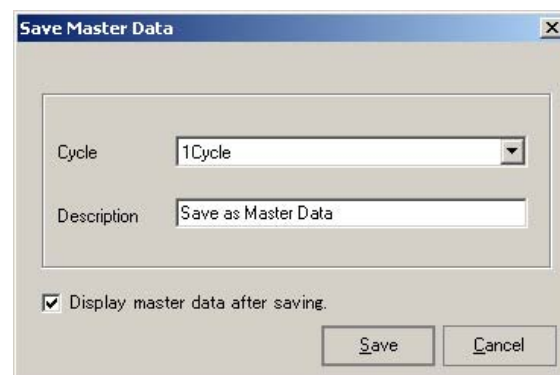 Save Master Data
Cycle 1Cycle
Description Save as Master Data
Display master data after saving.
Save Cancel